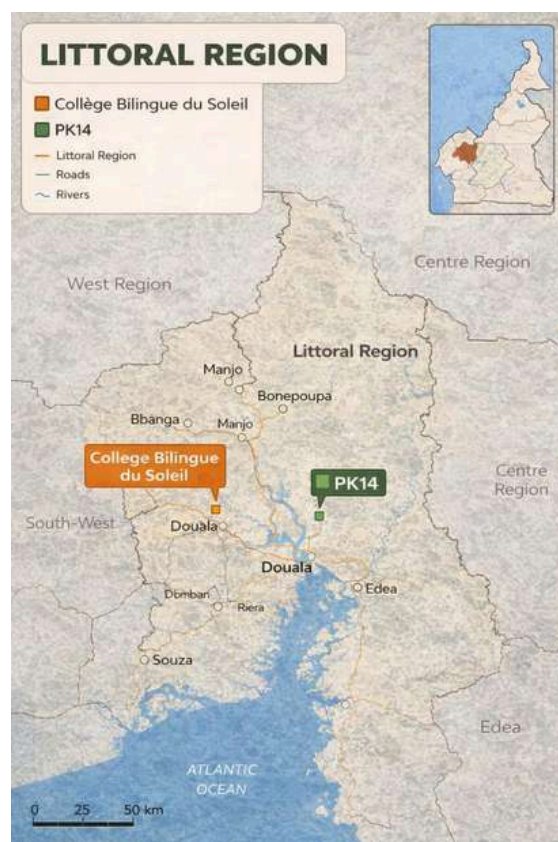 LITTORAL REGION
Collège Bilingue du Soleil
PK14
Littoral Region
Roads
Rivers
Centre Region
West Region
Littoral Region
Manjo
Bonepoupa
Bbanga
Manjo
College Bilingue
du Soleil
PK14
Centre
Region
South-West
Douala
Douala
Edea
Dbmban
Riera
Souza
Edea
ATLANTIC
OCEAN
0 25 50 km